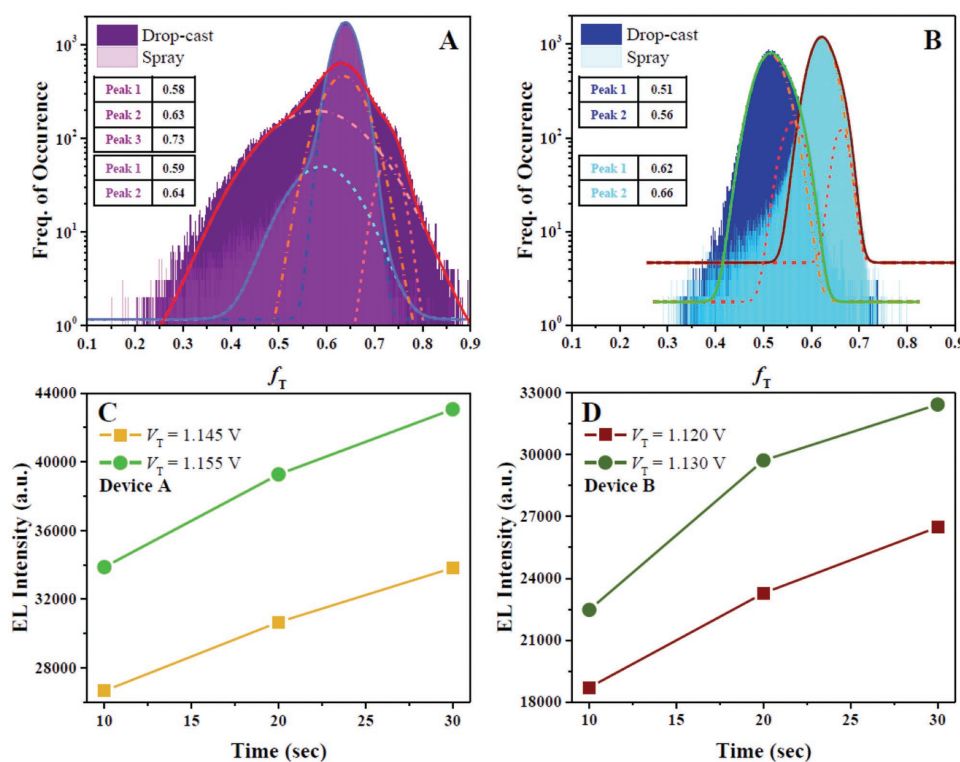 A
Drop-cast
Spray
Peak 1 0.58
Peak 2 0.63
Peak 3 0.73
Peak 1 0.59
Peak 2 0.64
Freq. of Occurence
10³
10²
10¹
10⁰
0.1 0.2 0.3 0.4 0.5 0.6 0.7 0.8 0.9
fT
B
Drop-cast
Spray
Peak 1 0.51
Peak 2 0.56
Peak 1 0.62
Peak 2 0.66
Freq. of Occurence
10³
10²
10¹
10⁰
0.1 0.2 0.3 0.4 0.5 0.6 0.7 0.8 0.9
fT
C
VT = 1.145 V
VT = 1.155 V
Device A
EL Intensity (a.u.)
44000
40000
36000
32000
28000
10 15 20 25 30
Time (sec)
D
VT = 1.120 V
VT = 1.130 V
Device B
EL Intensity (a.u.)
33000
30000
27000
24000
21000
18000
10 15 20 25 30
Time (sec)